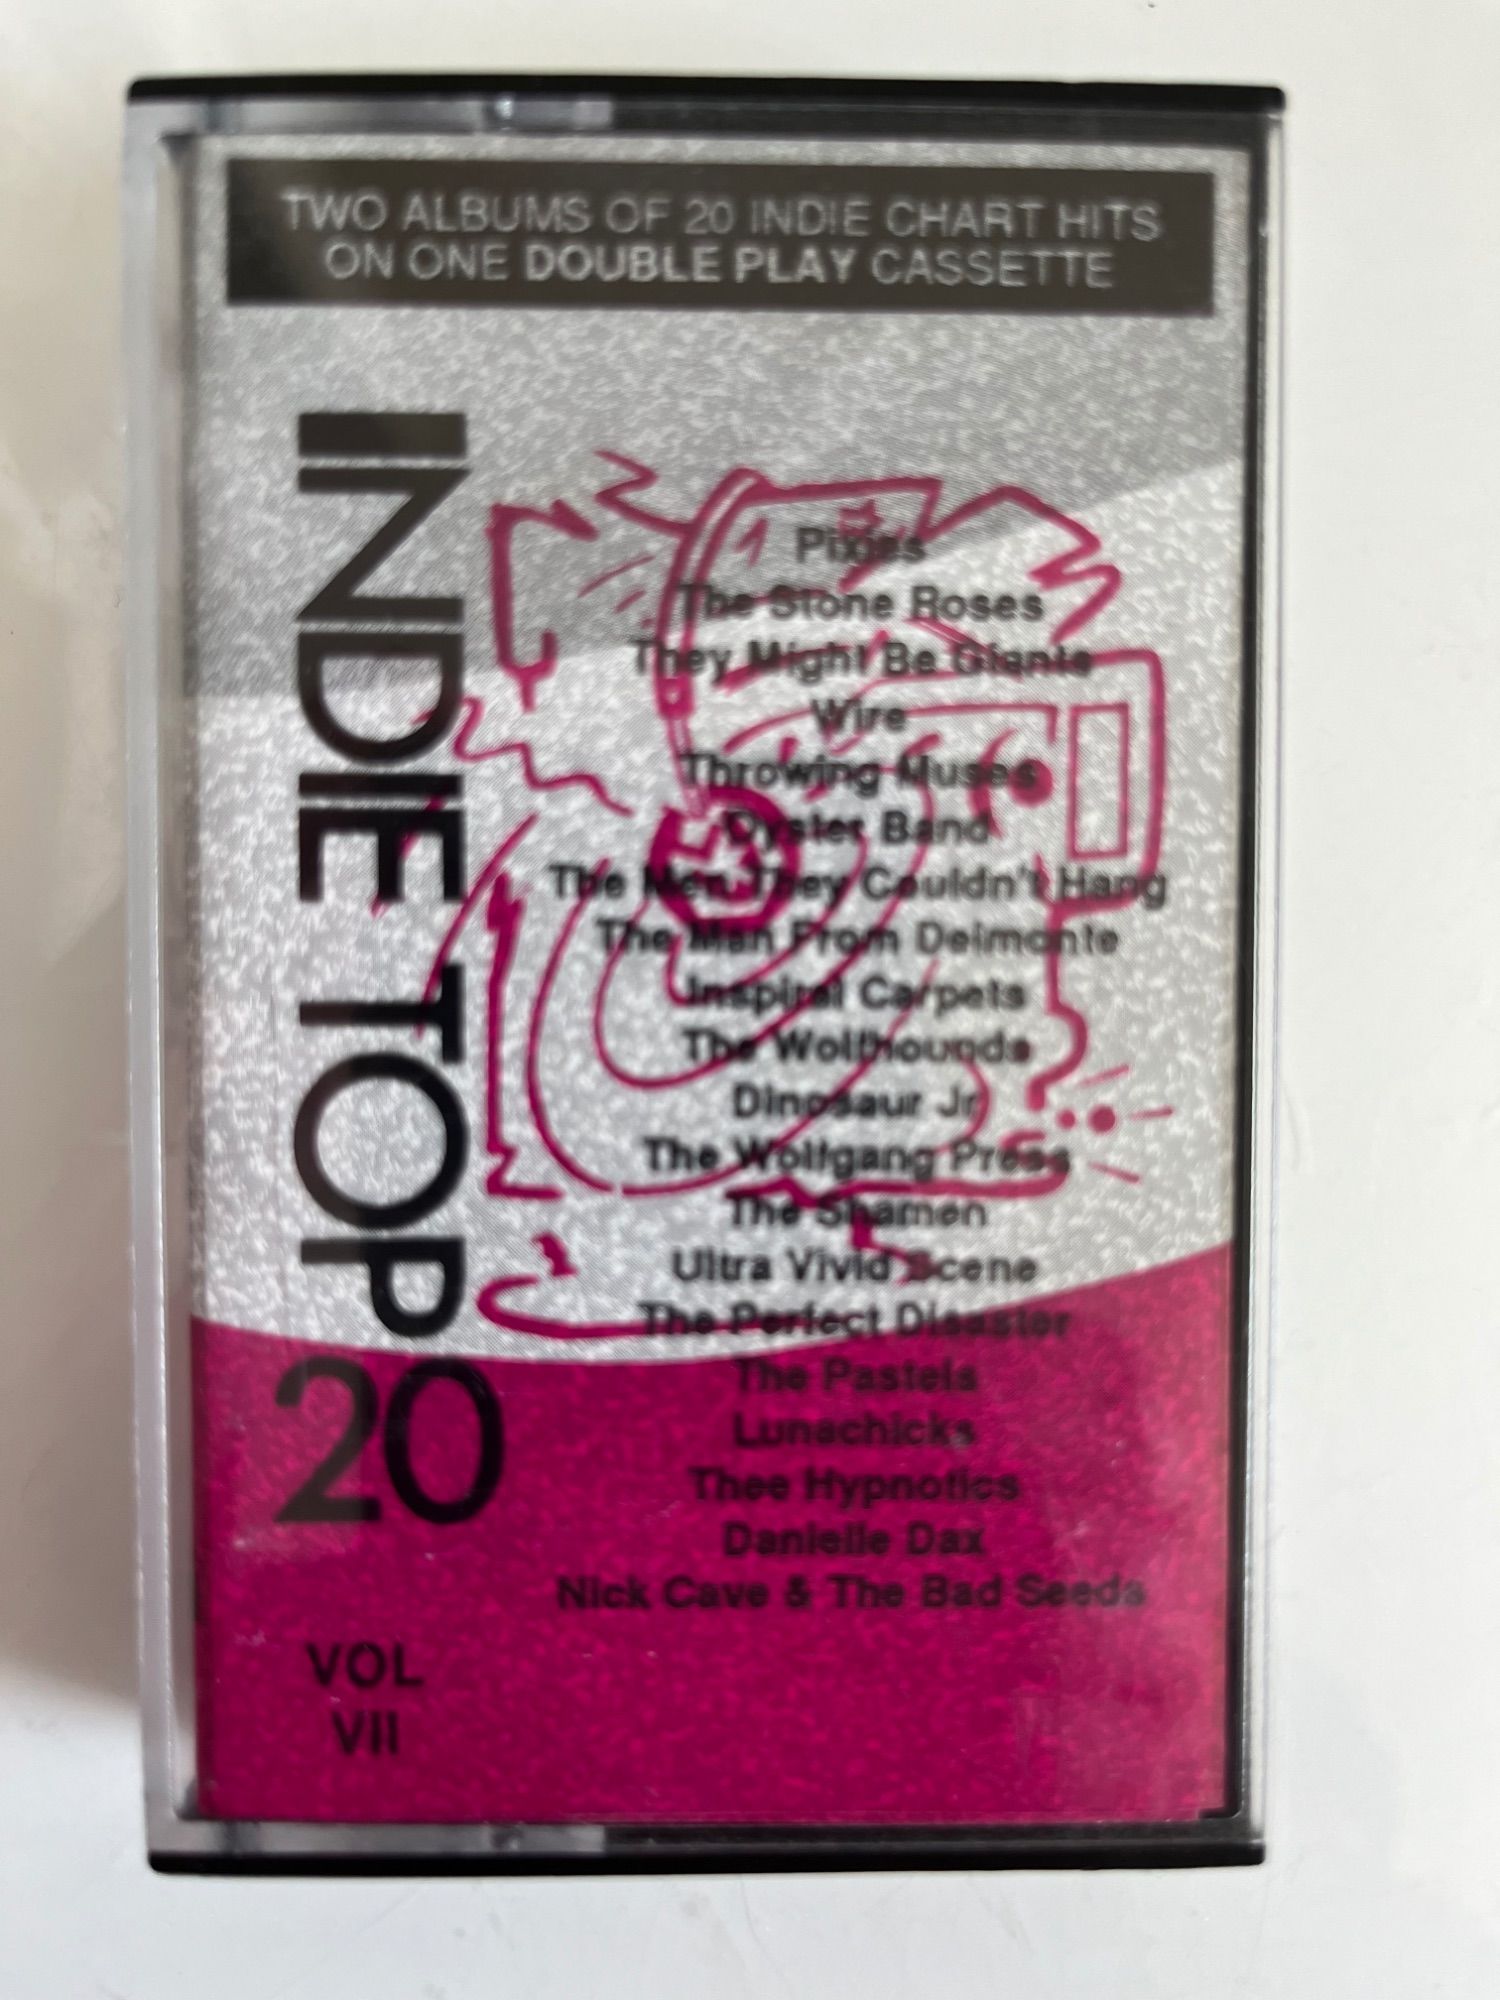 TWO ALBUMS OF 20 INDIE CHART HITS
ON ONE DOUBLE PLAY CASSETTE
INDIE TOP 20
VOL
VII
Pixies
The Stone Roses
They Might Be Giants
Wire
Throwing Muses
Oyster Band
The Men They Couldn't Hang
The Man From Delmonte
Inspiral Carpets
The Wolfhounds
Dinosaur Jr
The Wolfgang Press
The Shamen
Ultra Vivid Scene
The Perfect Disaster
The Pastels
Lunachicks
Thee Hypnotics
Danielle Dax
Nick Cave & The Bad Seeds